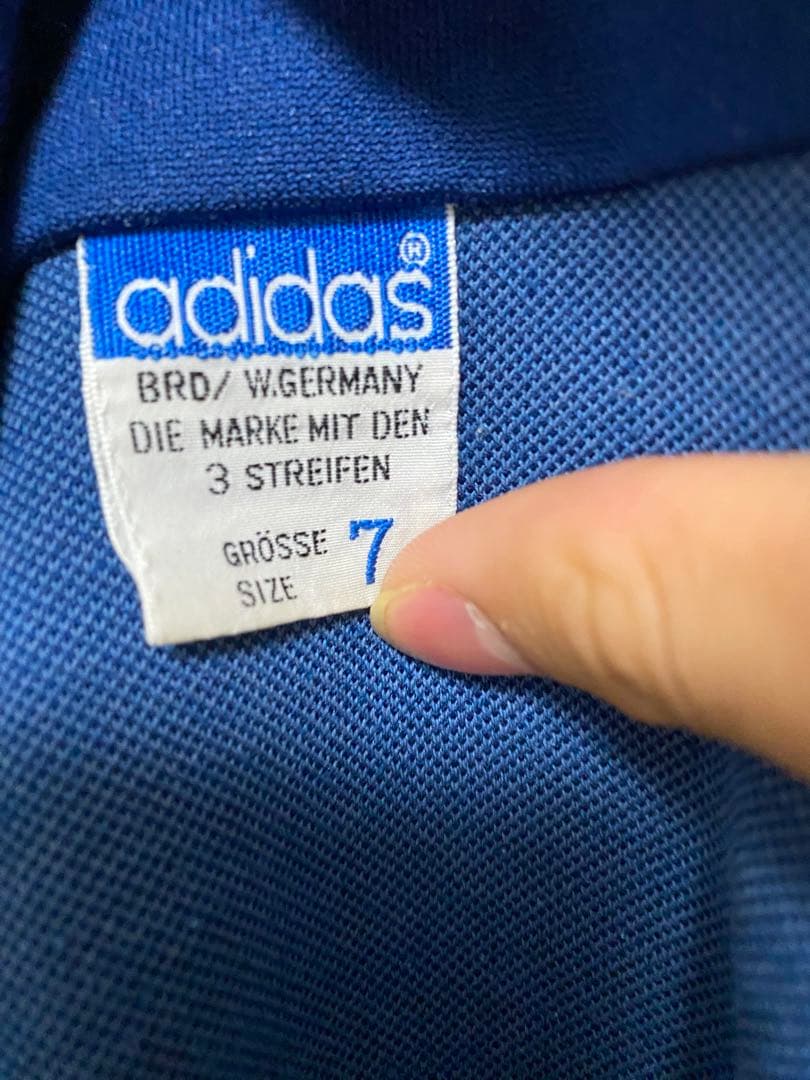 adidas®
BRD/ W.GERMANY
DIE MARKE MIT DEN
3 STREIFEN
GRÖSSE 7
SIZE